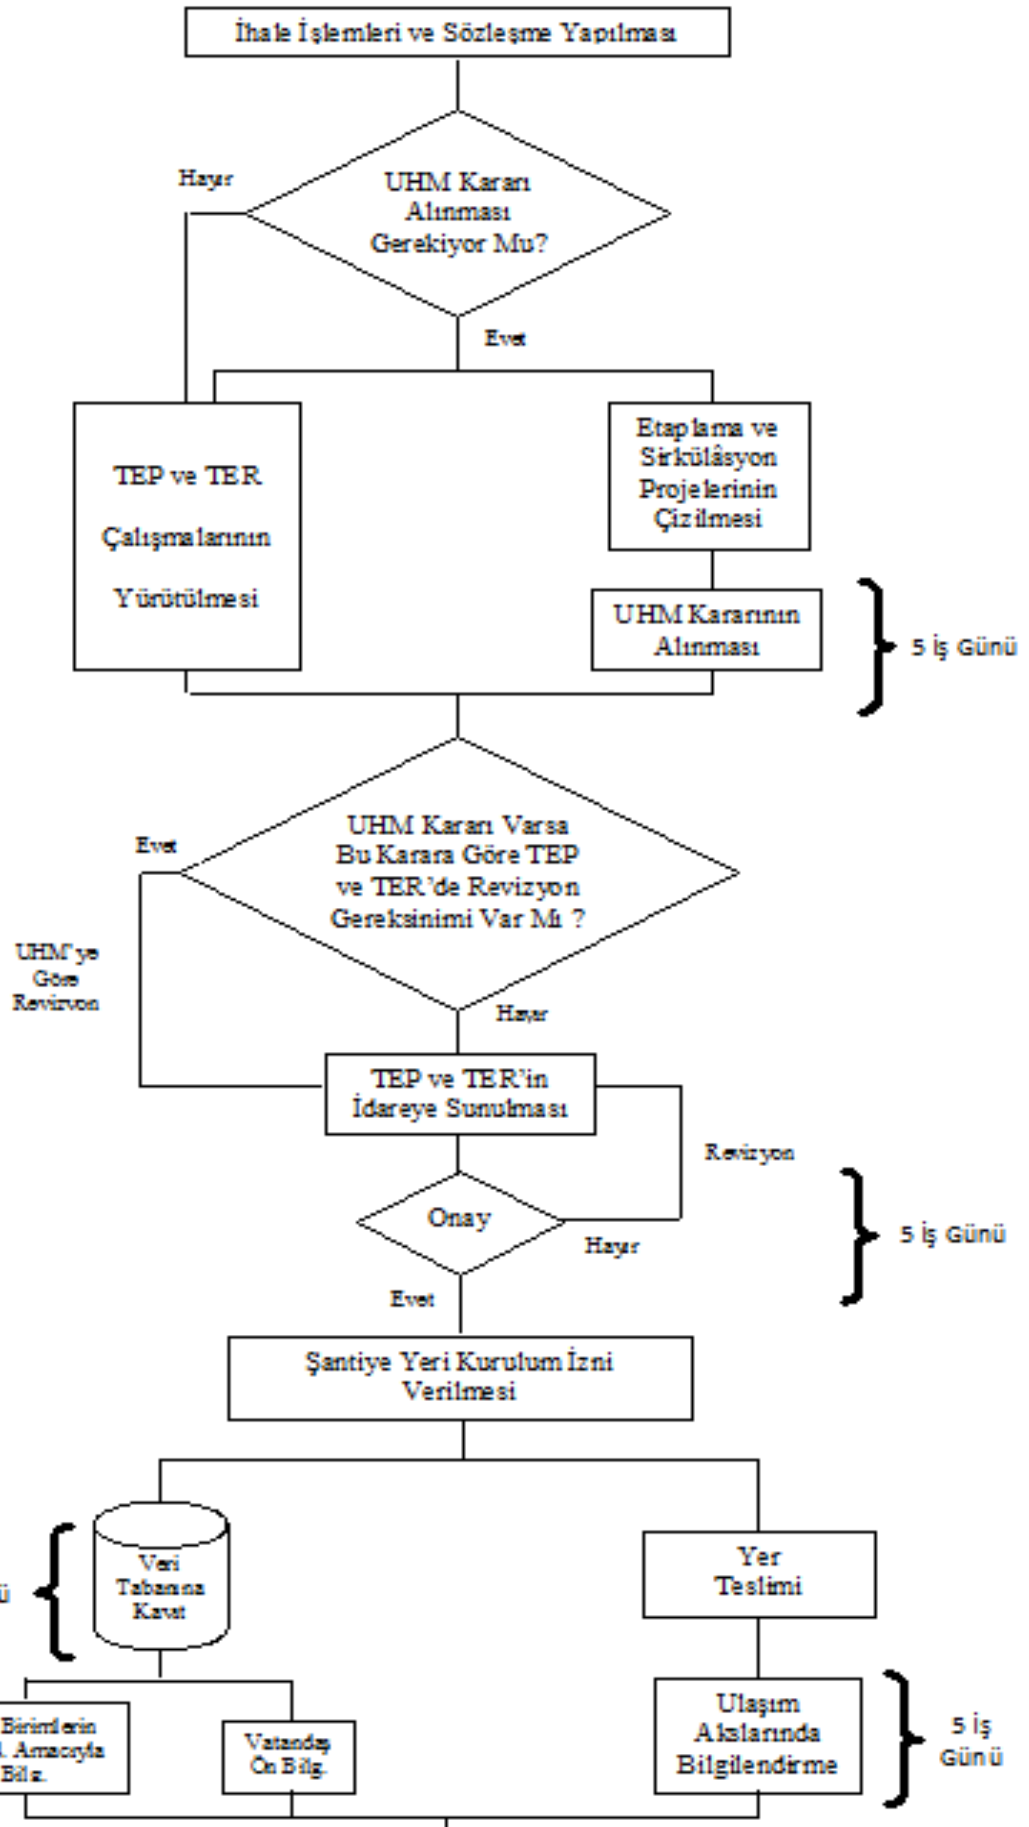 İhale İşlemleri ve Sözleşme Yapılması
Hayır
UHM Kararı
Alınması
Gerekiyor Mu?
Evet
TEP ve TER
Çalışmalarının
Yürütülmesi
Etaplama ve
Sirkülâsyon
Projelerinin
Çizilmesi
UHM Kararının
Alınması
5 İş Günü
UHM Kararı Varsa
Bu Karara Göre TEP
ve TER'de Revizyon
Gereksinimi Var Mı ?
Evet
UHM'ye
Göre
Revizyon
Hayır
TEP ve TER'in
İdareye Sunulması
Revizyon
Onay
Hayır
5 İş Günü
Evet
Şantiye Yeri Kurulum İzni
Verilmesi
Veri
Tabanına
Kayıt
Yer
Teslimi
Birimlerin
Amacıyla
Bilg.
Vatandaş
Ön Bilg.
Ulaşım
Akslarında
Bilgilendirme
5 İş
Günü